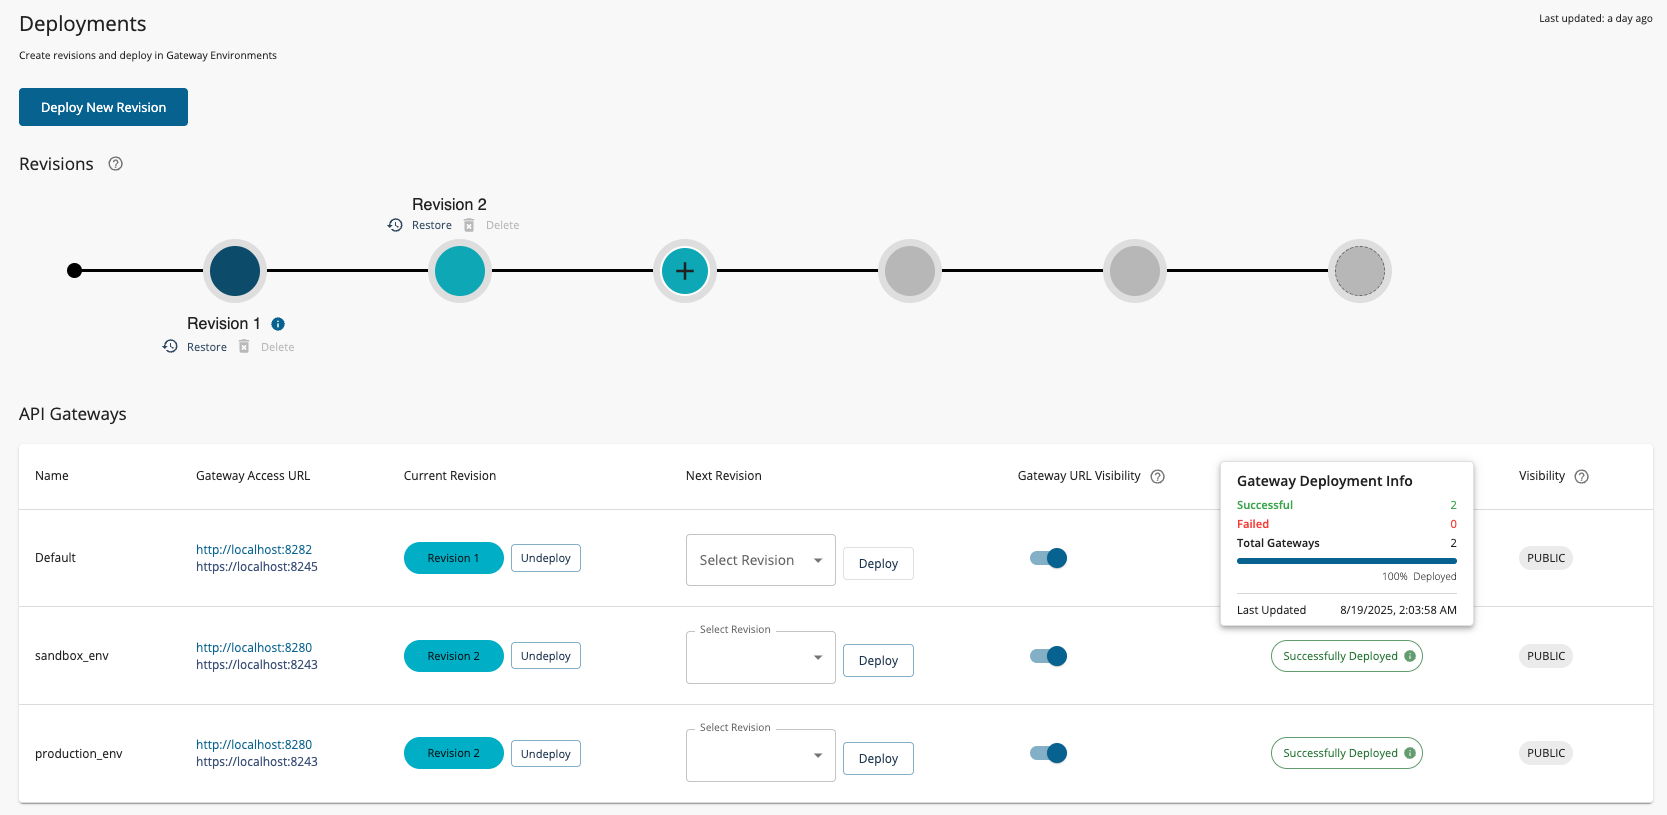 Deployments
Last updated: a day ago
Create revisions and deploy in Gateway Environments
Deploy New Revision
Revisions
Revision 2
Restore Delete
Revision 1
Restore Delete
API Gateways
Name Gateway Access URL Current Revision Next Revision Gateway URL Visibility Visibility
Gateway Deployment Info
Successful 2
Failed 0
Total Gateways 2
100% Deployed
Last Updated 8/19/2025, 2:03:58 AM
Default
http://localhost:8282
https://localhost:8245
Revision 1 Undeploy Select Revision Deploy PUBLIC
sandbox_env
http://localhost:8280
https://localhost:8243
Revision 2 Undeploy
Select Revision
Deploy Successfully Deployed PUBLIC
production_env
http://localhost:8280
https://localhost:8243
Revision 2 Undeploy
Select Revision
Deploy Successfully Deployed PUBLIC